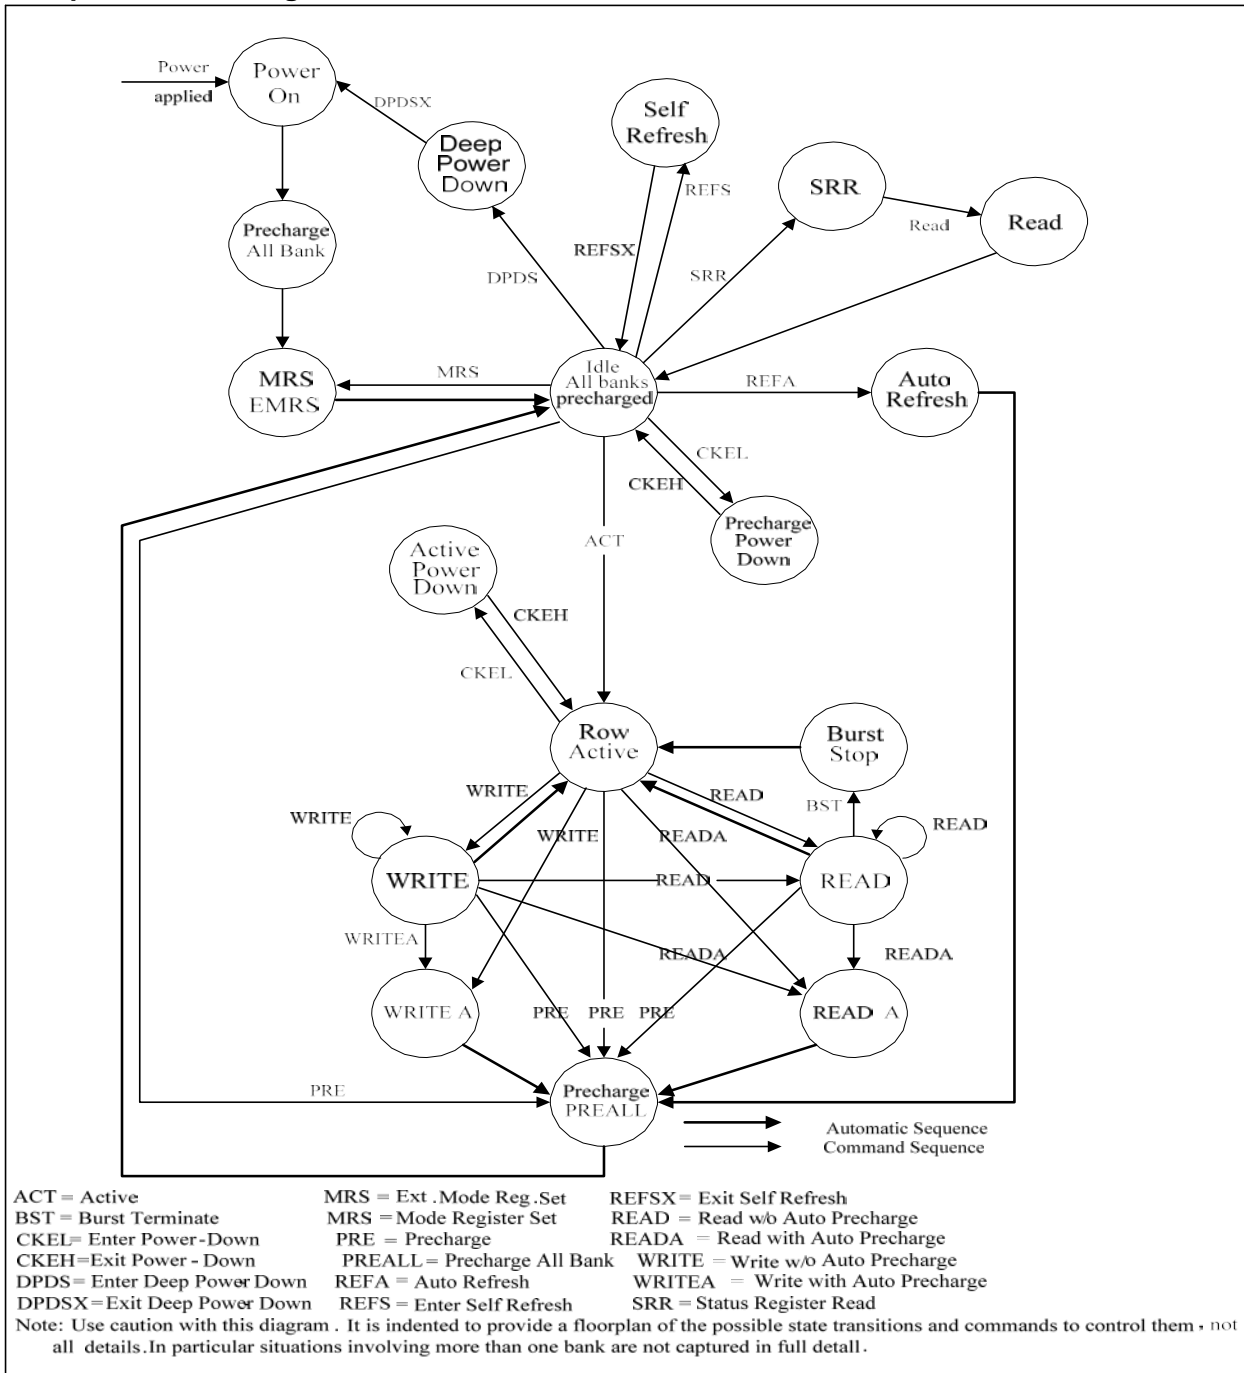 Power
applied
Power
On
DPDSX
Deep
Power
Down
Self
Refresh
REFS
SRR
Read
Read
Precharge
All Bank
REFSX
DPDS
SRR
MRS
EMRS
MRS
Idle
All banks
precharged
REFA
Auto
Refresh
CKEL
CKEH
Precharge
Power
Down
ACT
Active
Power
Down
CKEH
CKEL
Row
Active
Burst
Stop
WRITE
READ
BST
WRITE
WRITE
READA
READ
WRITE
READ
READ
WRITEA
READA
READA
WRITE A
PRE
PRE
PRE
READ A
PRE
Precharge
PREALL
Automatic Sequence
Command Sequence
ACT = Active MRS = Ext .Mode Reg .Set REFSX = Exit Self Refresh
BST = Burst Terminate MRS = Mode Register Set READ = Read w/o Auto Precharge
CKEL= Enter Power-Down PRE = Precharge READA = Read with Auto Precharge
CKEH=Exit Power - Down PREALL = Precharge All Bank WRITE = Write w/o Auto Precharge
DPDS = Enter Deep Power Down REFA = Auto Refresh WRITEA = Write with Auto Precharge
DPDSX=Exit Deep Power Down REFS = Enter Self Refresh SRR = Status Register Read
Note: Use caution with this diagram . It is indented to provide a floorplan of the possible state transitions and commands to control them , not
all details.In particular situations involving more than one bank are not captured in full detall.